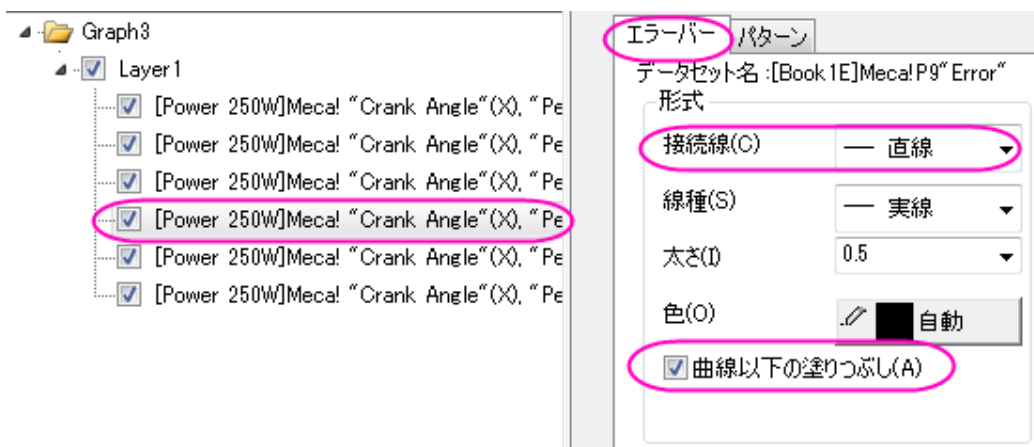 Graph3
Layer1
[Power 250W]Meca! "Crank Angle"(X), "Pe
[Power 250W]Meca! "Crank Angle"(X), "Pe
[Power 250W]Meca! "Crank Angle"(X), "Pe
[Power 250W]Meca! "Crank Angle"(X), "Pe
[Power 250W]Meca! "Crank Angle"(X), "Pe
[Power 250W]Meca! "Crank Angle"(X), "Pe
エラーバー パターン
データセット名 :[Book1E]Meca!P9"Error"
形式
接続線(C) 直線
線種(S) 実線
太さ(I) 0.5
色(O) 自動
曲線以下の塗りつぶし(A)